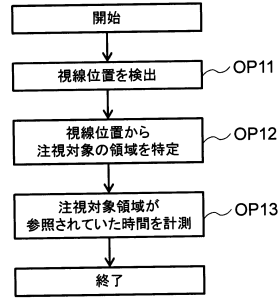 開始
視線位置を検出
OP11
視線位置から
注視対象の領域を特定
OP12
注視対象領域が
参照されていた時間を計測
OP13
終了